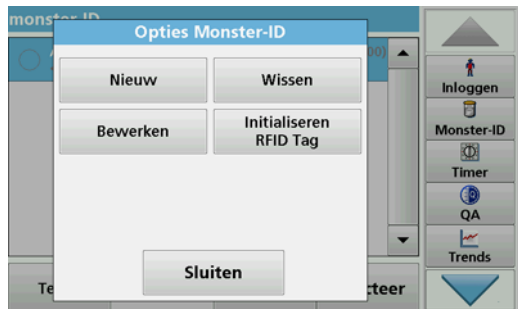 Opties Monster-ID
Nieuw
Wissen
Bewerken
Initialiseren
RFID Tag
Sluiten
Inloggen
Monster-ID
Timer
QA
Trends